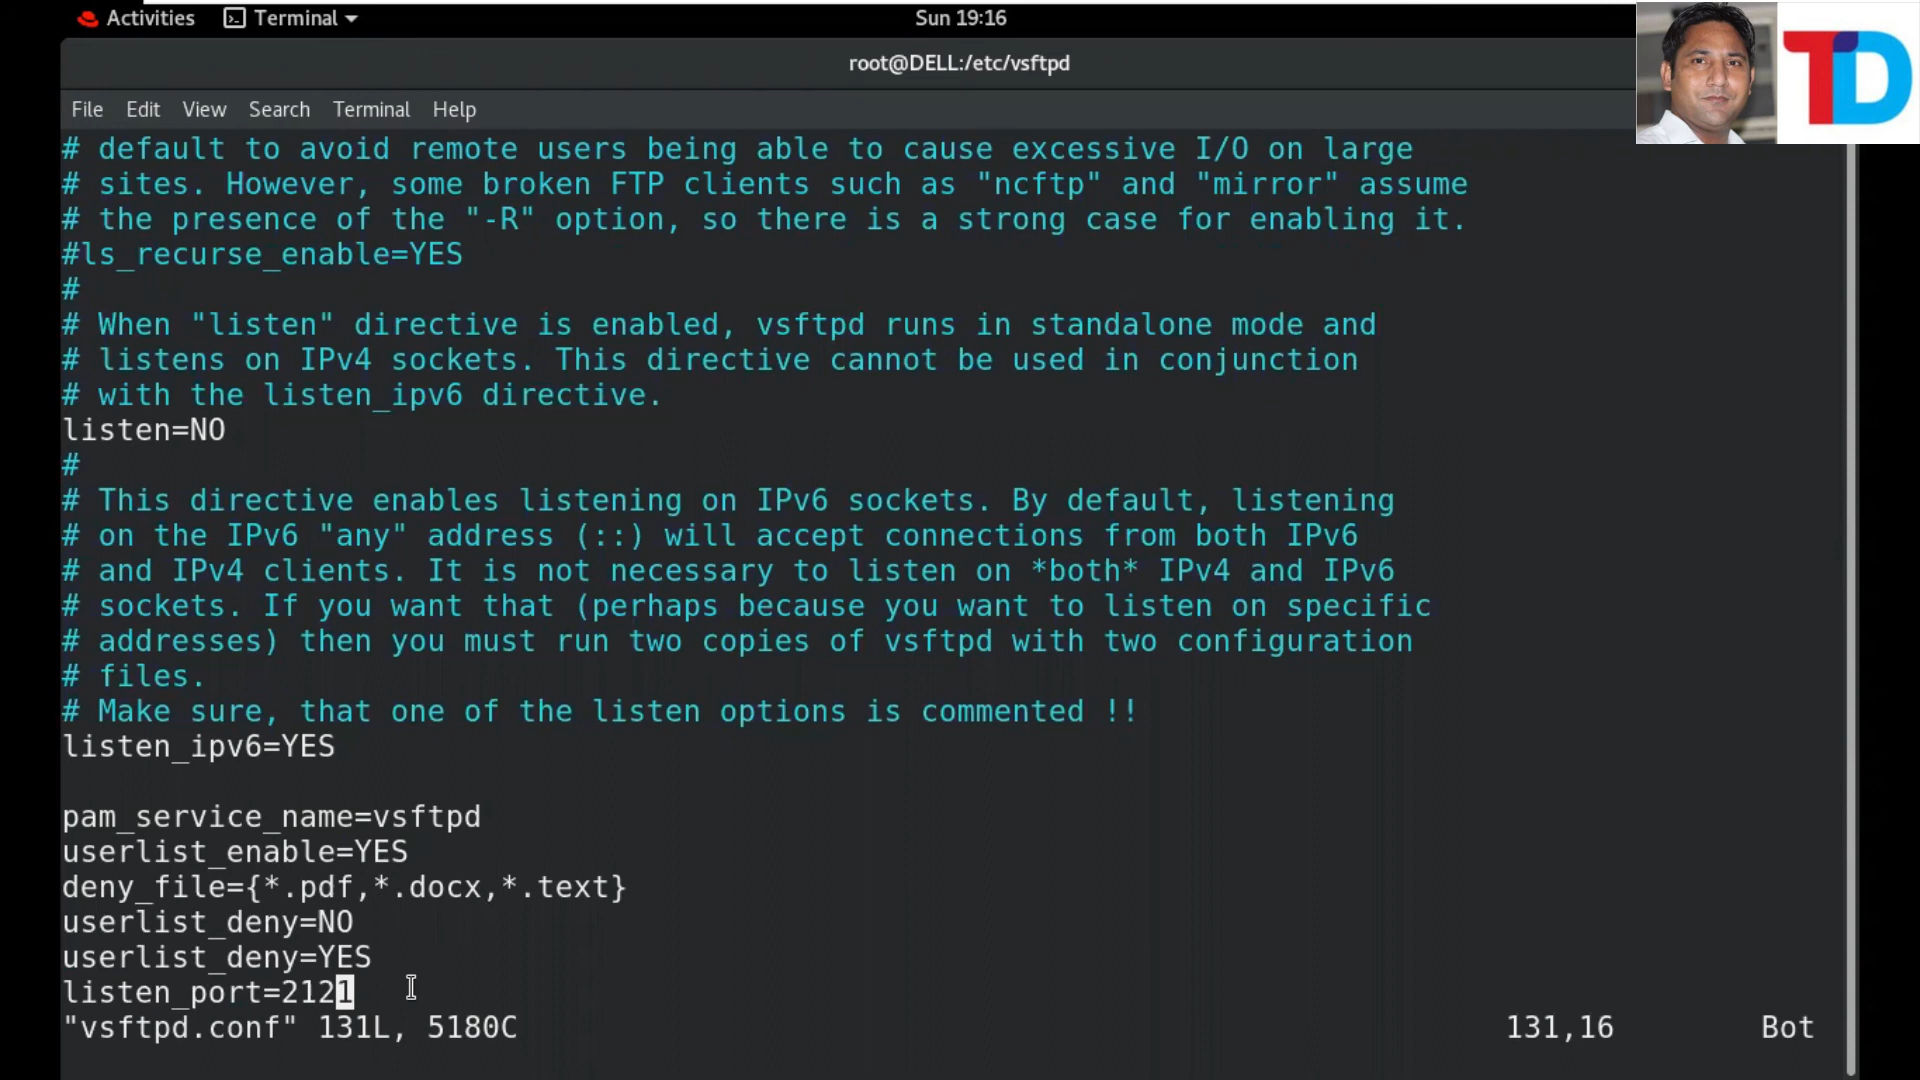 Activities Terminal Sun 19:16
root@DELL:/etc/vsftpd
TD
File Edit View Search Terminal Help
# default to avoid remote users being able to cause excessive I/O on large
# sites. However, some broken FTP clients such as "ncftp" and "mirror" assume
# the presence of the "-R" option, so there is a strong case for enabling it.
#ls_recurse_enable=YES
#
# When "listen" directive is enabled, vsftpd runs in standalone mode and
# listens on IPv4 sockets. This directive cannot be used in conjunction
# with the listen_ipv6 directive.
listen=NO
#
# This directive enables listening on IPv6 sockets. By default, listening
# on the IPv6 "any" address (::) will accept connections from both IPv6
# and IPv4 clients. It is not necessary to listen on *both* IPv4 and IPv6
# sockets. If you want that (perhaps because you want to listen on specific
# addresses) then you must run two copies of vsftpd with two configuration
# files.
# Make sure, that one of the listen options is commented !!
listen_ipv6=YES
pam_service_name=vsftpd
userlist_enable=YES
deny_file={*.pdf,*.docx,*.text}
userlist_deny=NO
userlist_deny=YES
listen_port=2121
"vsftpd.conf" 131L, 5180C 131,16 Bot